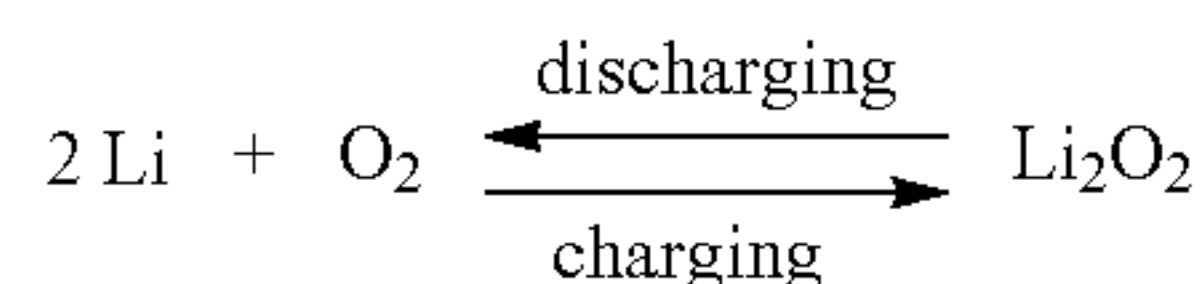 discharging
2 Li + O₂ Li₂O₂
charging